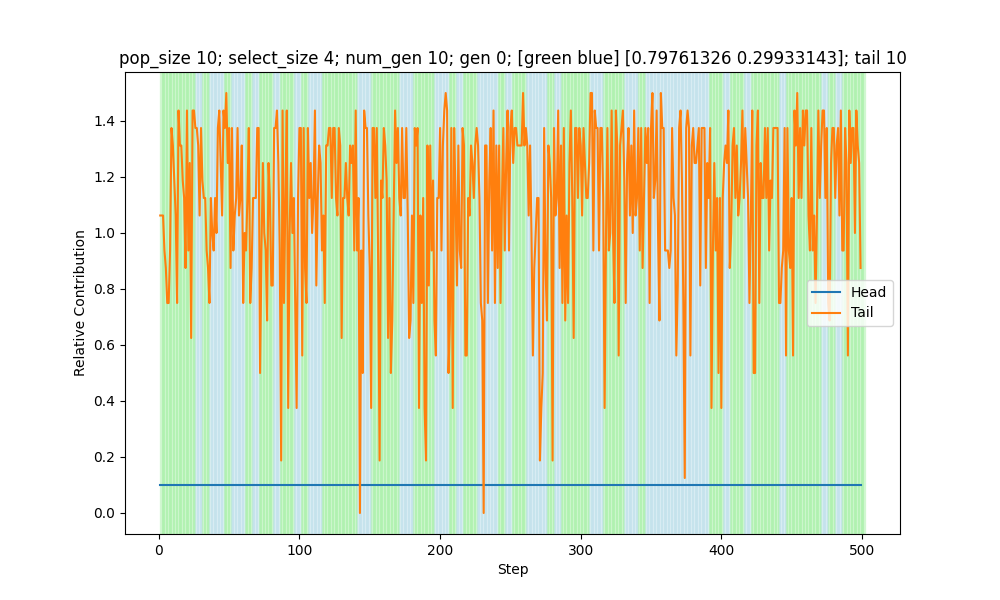 pop_size 10; select_size 4; num_gen 10; gen 0; [green blue] [0.79761326 0.29933143]; tail 10
Relative Contribution
1.4
1.2
1.0
0.8
0.6
0.4
0.2
0.0
Head
Tail
0
100
200
300
400
500
Step